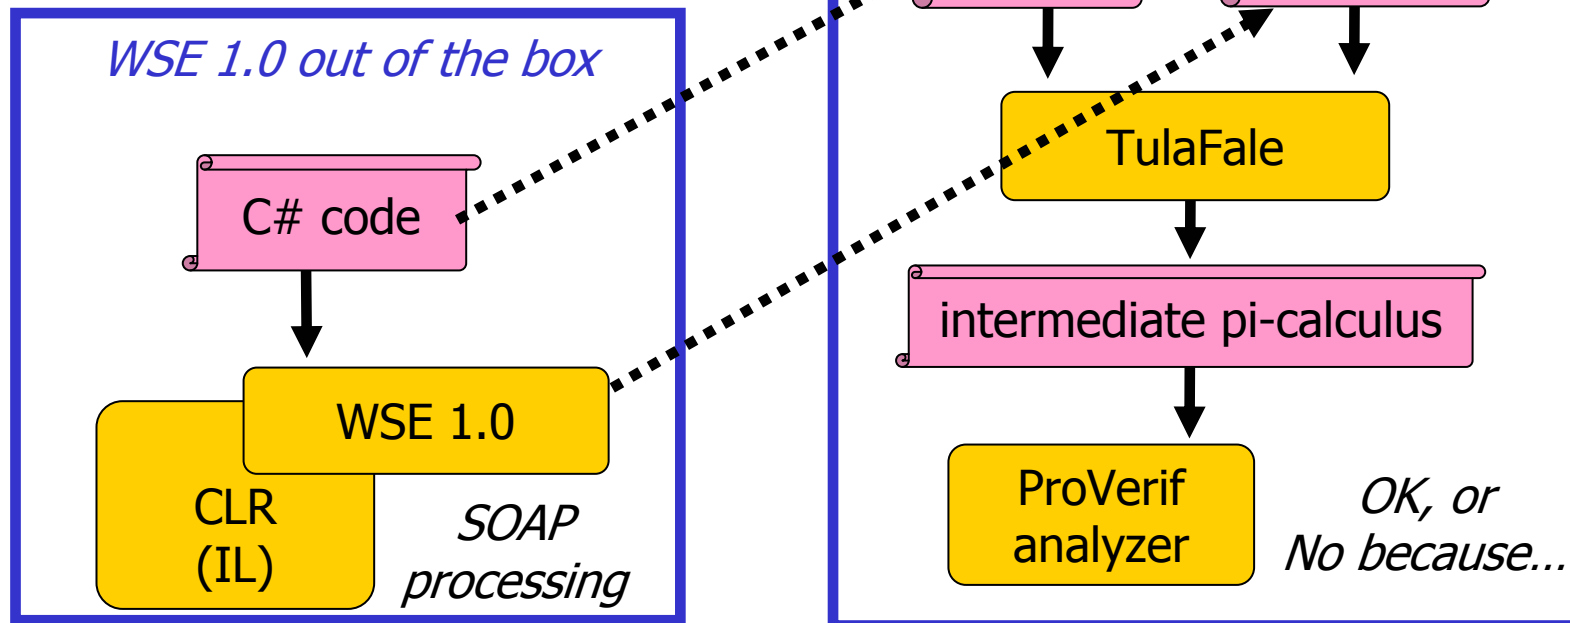 WSE 1.0 out of the box
C# code
WSE 1.0
CLR
(IL)
SOAP
processing
TulaFale
intermediate pi-calculus
ProVerif
analyzer
OK, or
No because...